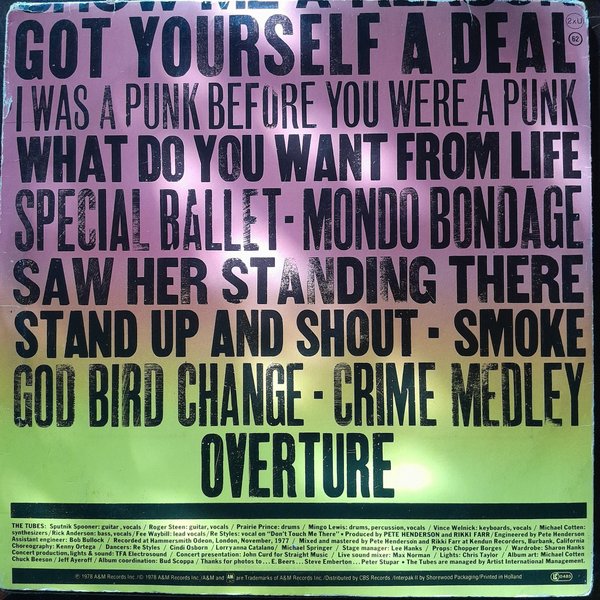 SHOW ME A REASON
GOT YOURSELF A DEAL
2xU
62
I WAS A PUNK BEFORE YOU WERE A PUNK
WHAT DO YOU WANT FROM LIFE
SPECIAL BALLET · MONDO BONDAGE
SAW HER STANDING THERE
STAND UP AND SHOUT · SMOKE
GOD BIRD CHANGE · CRIME MEDLEY
OVERTURE
THE TUBES: Sputnik Spooner: guitar, vocals / Roger Steen: guitar, vocals / Prairie Prince: drums / Mingo Lewis: drums, percussion, vocals / Vince Welnick: keyboards, vocals / Michael Cotten:
synthesizers / Rick Anderson: bass, vocals / Fee Waybill: lead vocals / Re Styles: vocal on "Don't Touch Me There" • Produced by PETE HENDERSON and RIKKI FARR / Engineered by Pete Henderson
Assistant engineer: Bob Bullock / Recorded at Hammersmith Odeon, London, November, 1977 / Mixed and mastered by Pete Henderson and Rikki Farr at Kendun Recorders, Burbank, California
Choreography: Kenny Ortega / Dancers: Re Styles / Cindi Osborn / Lorryanna Catalano / Michael Springer / Stage manager: Lee Hanks / Props: Chopper Borges / Wardrobe: Sharon Hanks
Concert production, lights & sound: TFA Electrosound / Concert presentation: John Curd for Straight Music / Live sound mixer: Max Norman / Lights: Chris Taylor / Album art: Michael Cotten
Chuck Beeson / Jeff Ayeroff / Album coordination: Bud Scoppa / Thanks for photos to . . . E. Beers . . . Steve Emberton . . . Peter Stupar • The Tubes are managed by Artist International Management.
℗ 1978 A&M Records Inc. /© 1978 A&M Records Inc. /A&M and AM are Trademarks of A&M Records Inc. /Distributed by CBS Records /Interpak II by Shorewood Packaging/Printed in Holland